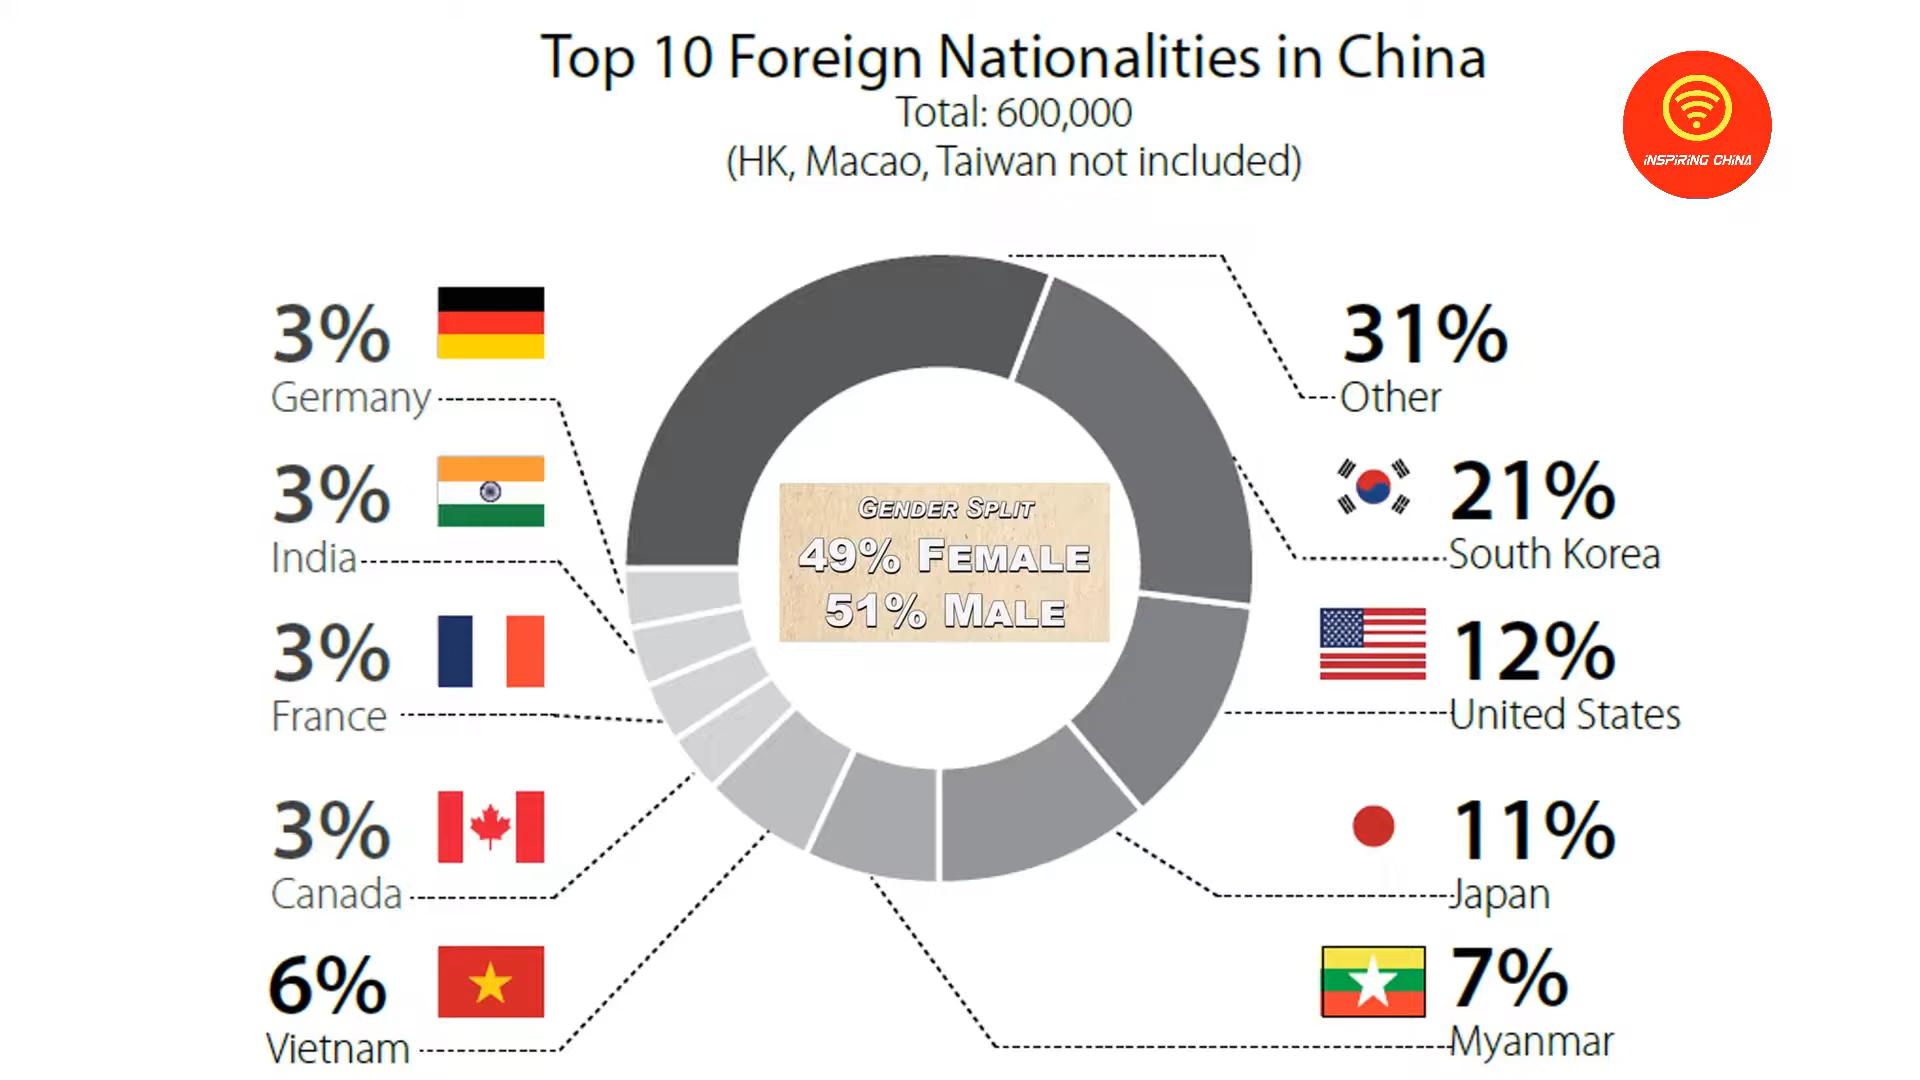 Top 10 Foreign Nationalities in China
Total: 600,000
(HK, Macao, Taiwan not included)
iNSPiRiNG CHiNA
3%
Germany
3%
India
3%
France
3%
Canada
6%
Vietnam
GENDER SPLIT
49% FEMALE
51% MALE
31%
Other
21%
South Korea
12%
United States
11%
Japan
7%
Myanmar